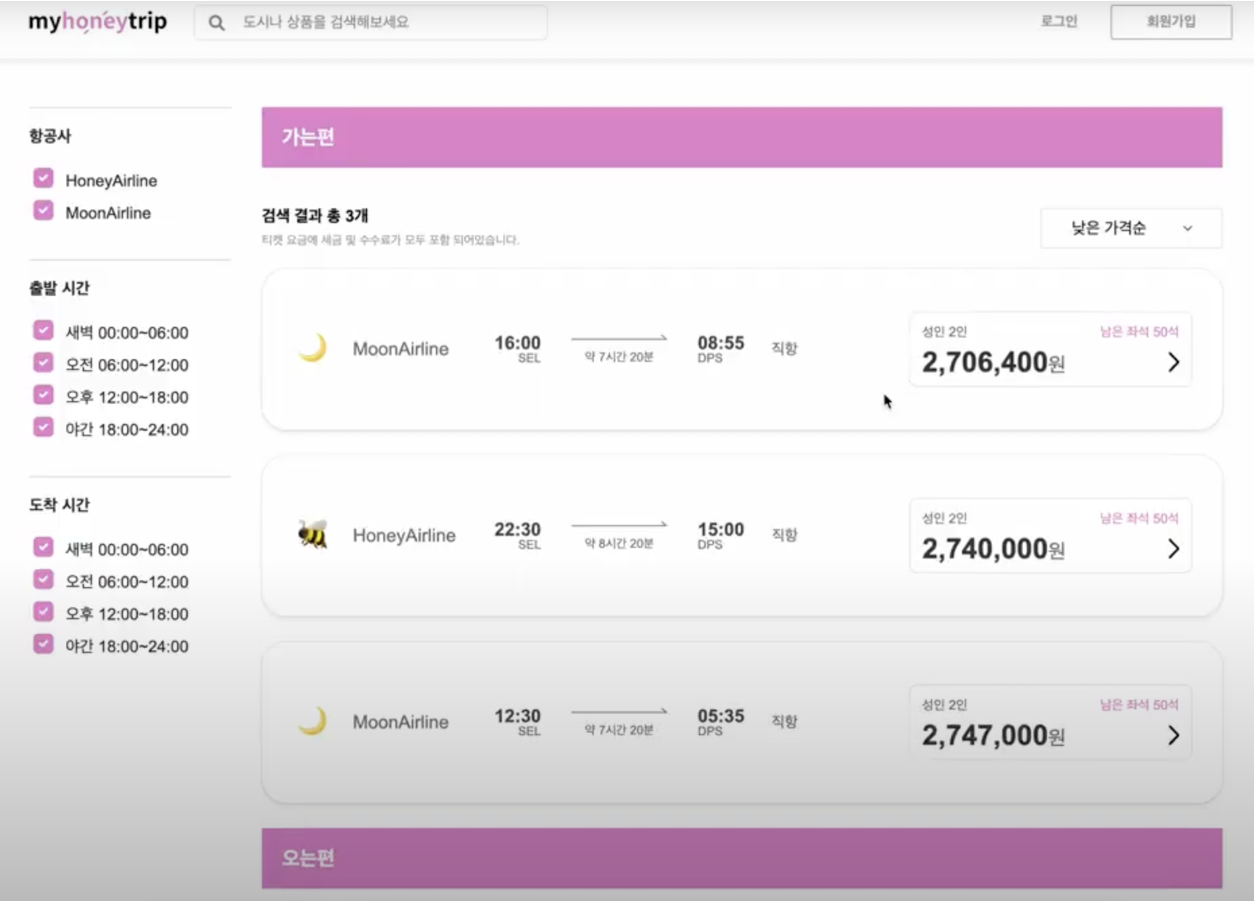 myhoneytrip
도시나 상품을 검색해보세요
로그인
회원가입
항공사
HoneyAirline
MoonAirline
출발 시간
새벽 00:00~06:00
오전 06:00~12:00
오후 12:00~18:00
야간 18:00~24:00
도착 시간
새벽 00:00~06:00
오전 06:00~12:00
오후 12:00~18:00
야간 18:00~24:00
가는편
검색 결과 총 3개
티켓 요금에 세금 및 수수료가 모두 포함 되어있습니다.
낮은 가격순
MoonAirline
16:00
SEL
약 7시간 20분
08:55
DPS
직항
성인 2인
남은 좌석 50석
2,706,400원
HoneyAirline
22:30
SEL
약 8시간 20분
15:00
DPS
직항
성인 2인
남은 좌석 50석
2,740,000원
MoonAirline
12:30
SEL
약 7시간 20분
05:35
DPS
직항
성인 2인
남은 좌석 50석
2,747,000원
오는편